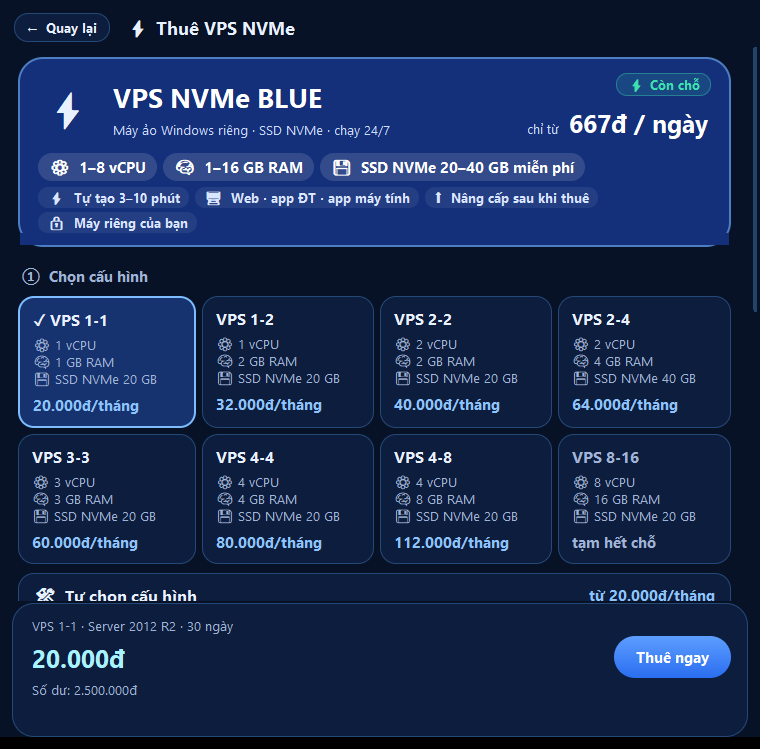 ← Quay lại
Thuê VPS NVMe
Còn chỗ
VPS NVMe BLUE
Máy ảo Windows riêng · SSD NVMe · chạy 24/7
chỉ từ 667đ / ngày
1–8 vCPU
1–16 GB RAM
SSD NVMe 20–40 GB miễn phí
Tự tạo 3–10 phút
Web · app ĐT · app máy tính
⬆ Nâng cấp sau khi thuê
Máy riêng của bạn
① Chọn cấu hình
✓ VPS 1-1
1 vCPU
1 GB RAM
SSD NVMe 20 GB
20.000đ/tháng
VPS 1-2
1 vCPU
2 GB RAM
SSD NVMe 20 GB
32.000đ/tháng
VPS 2-2
2 vCPU
2 GB RAM
SSD NVMe 20 GB
40.000đ/tháng
VPS 2-4
2 vCPU
4 GB RAM
SSD NVMe 40 GB
64.000đ/tháng
VPS 3-3
3 vCPU
3 GB RAM
SSD NVMe 20 GB
60.000đ/tháng
VPS 4-4
4 vCPU
4 GB RAM
SSD NVMe 20 GB
80.000đ/tháng
VPS 4-8
4 vCPU
8 GB RAM
SSD NVMe 20 GB
112.000đ/tháng
VPS 8-16
8 vCPU
16 GB RAM
SSD NVMe 20 GB
tạm hết chỗ
Tự chọn cấu hình
từ 20.000đ/tháng
VPS 1-1 · Server 2012 R2 · 30 ngày
20.000đ
Số dư: 2.500.000đ
Thuê ngay